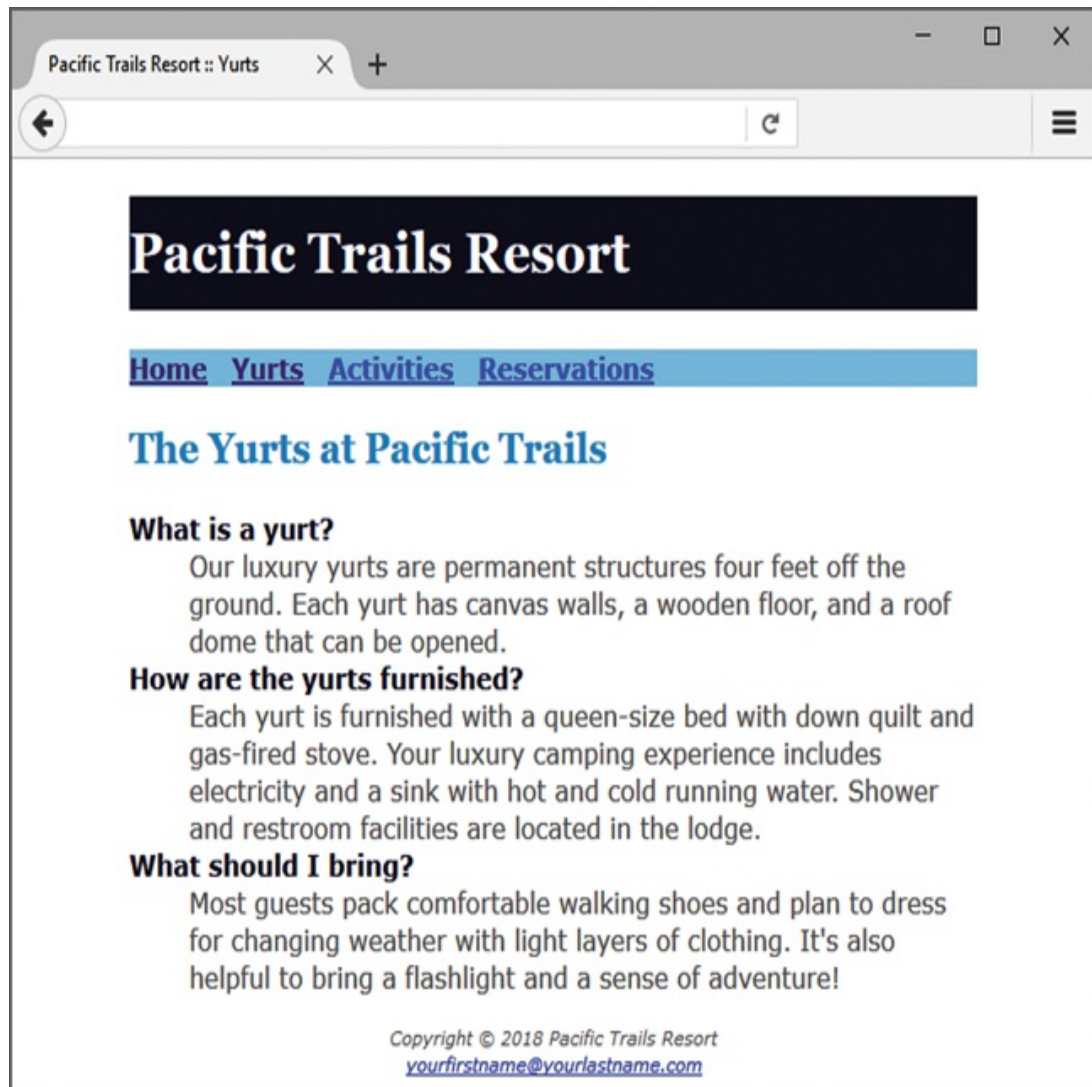 Pacific Trails Resort :: Yurts
Pacific Trails Resort
Home Yurts Activities Reservations
The Yurts at Pacific Trails
What is a yurt?
Our luxury yurts are permanent structures four feet off the
ground. Each yurt has canvas walls, a wooden floor, and a roof
dome that can be opened.
How are the yurts furnished?
Each yurt is furnished with a queen-size bed with down quilt and
gas-fired stove. Your luxury camping experience includes
electricity and a sink with hot and cold running water. Shower
and restroom facilities are located in the lodge.
What should I bring?
Most guests pack comfortable walking shoes and plan to dress
for changing weather with light layers of clothing. It's also
helpful to bring a flashlight and a sense of adventure!
Copyright © 2018 Pacific Trails Resort
yourfirstname@yourlastname.com